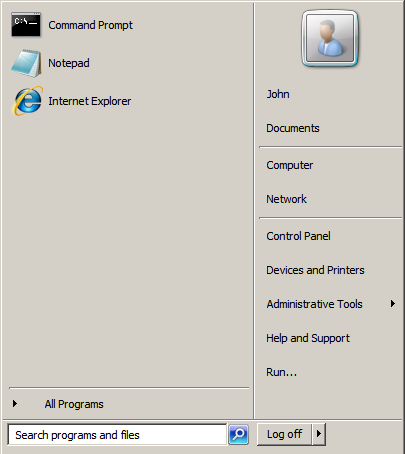 Command Prompt
Notepad
Internet Explorer
All Programs
Search programs and files
John
Documents
Computer
Network
Control Panel
Devices and Printers
Administrative Tools
Help and Support
Run...
Log off